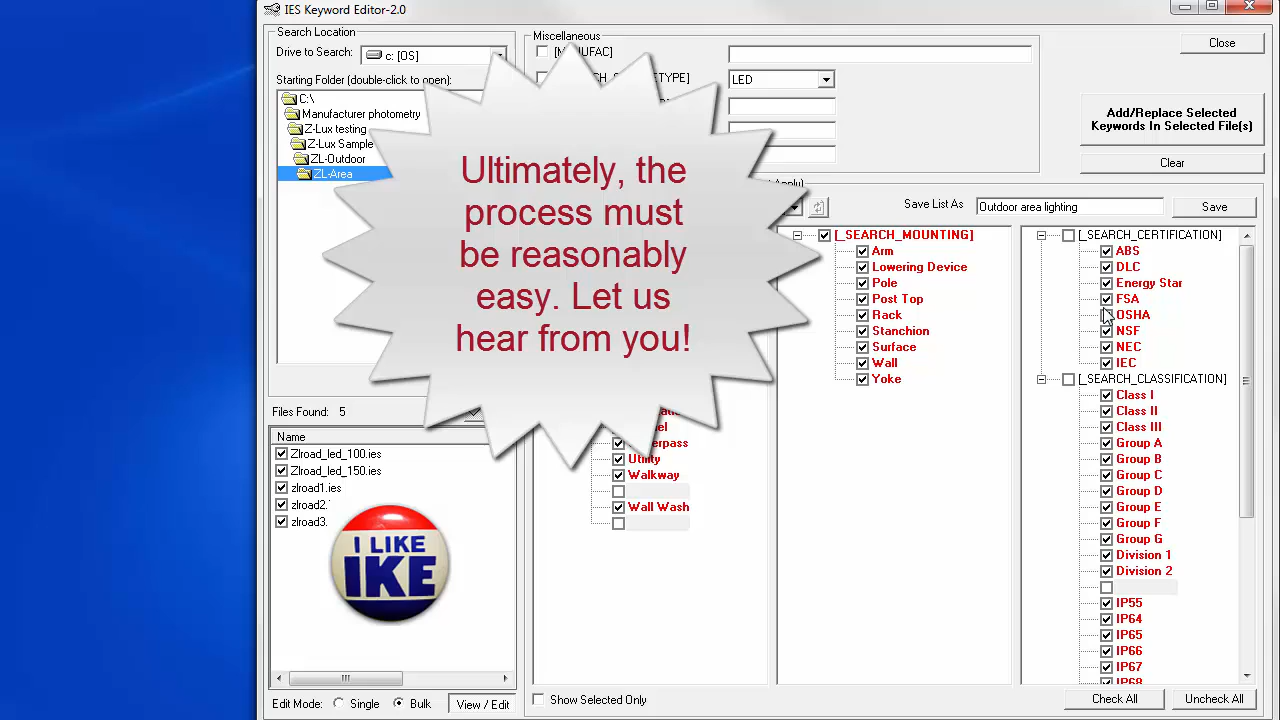 IES Keyword Editor-2.0
Search Location
Drive to Search:
c: [OS]
Starting Folder (double-click to open):
C:\
Manufacturer photometry
Z-Lux testing
Z-Lux Sample
ZL-Outdoor
ZL-Area
Files Found: 5
Name
Zlroad_led_100.ies
Zlroad_led_150.ies
zlroad1.ies
zlroad2.
zlroad3.
I LIKE
IKE
Edit Mode:
Single
Bulk
View / Edit
Miscellaneous
LED
Close
Add/Replace Selected
Keywords In Selected File(s)
Clear
Apply)
Save List As
Outdoor area lighting
Save
Ultimately, the
process must
be reasonably
easy. Let us
hear from you!
Utility
Walkway
Wall Wash
[_SEARCH_MOUNTING]
Arm
Lowering Device
Pole
Post Top
Rack
Stanchion
Surface
Wall
Yoke
[_SEARCH_CERTIFICATION]
ABS
DLC
Energy Star
FSA
OSHA
NSF
NEC
IEC
[_SEARCH_CLASSIFICATION]
Class I
Class II
Class III
Group A
Group B
Group C
Group D
Group E
Group F
Group G
Division 1
Division 2
IP55
IP64
IP65
IP66
IP67
IP68
Show Selected Only
Check All
Uncheck All